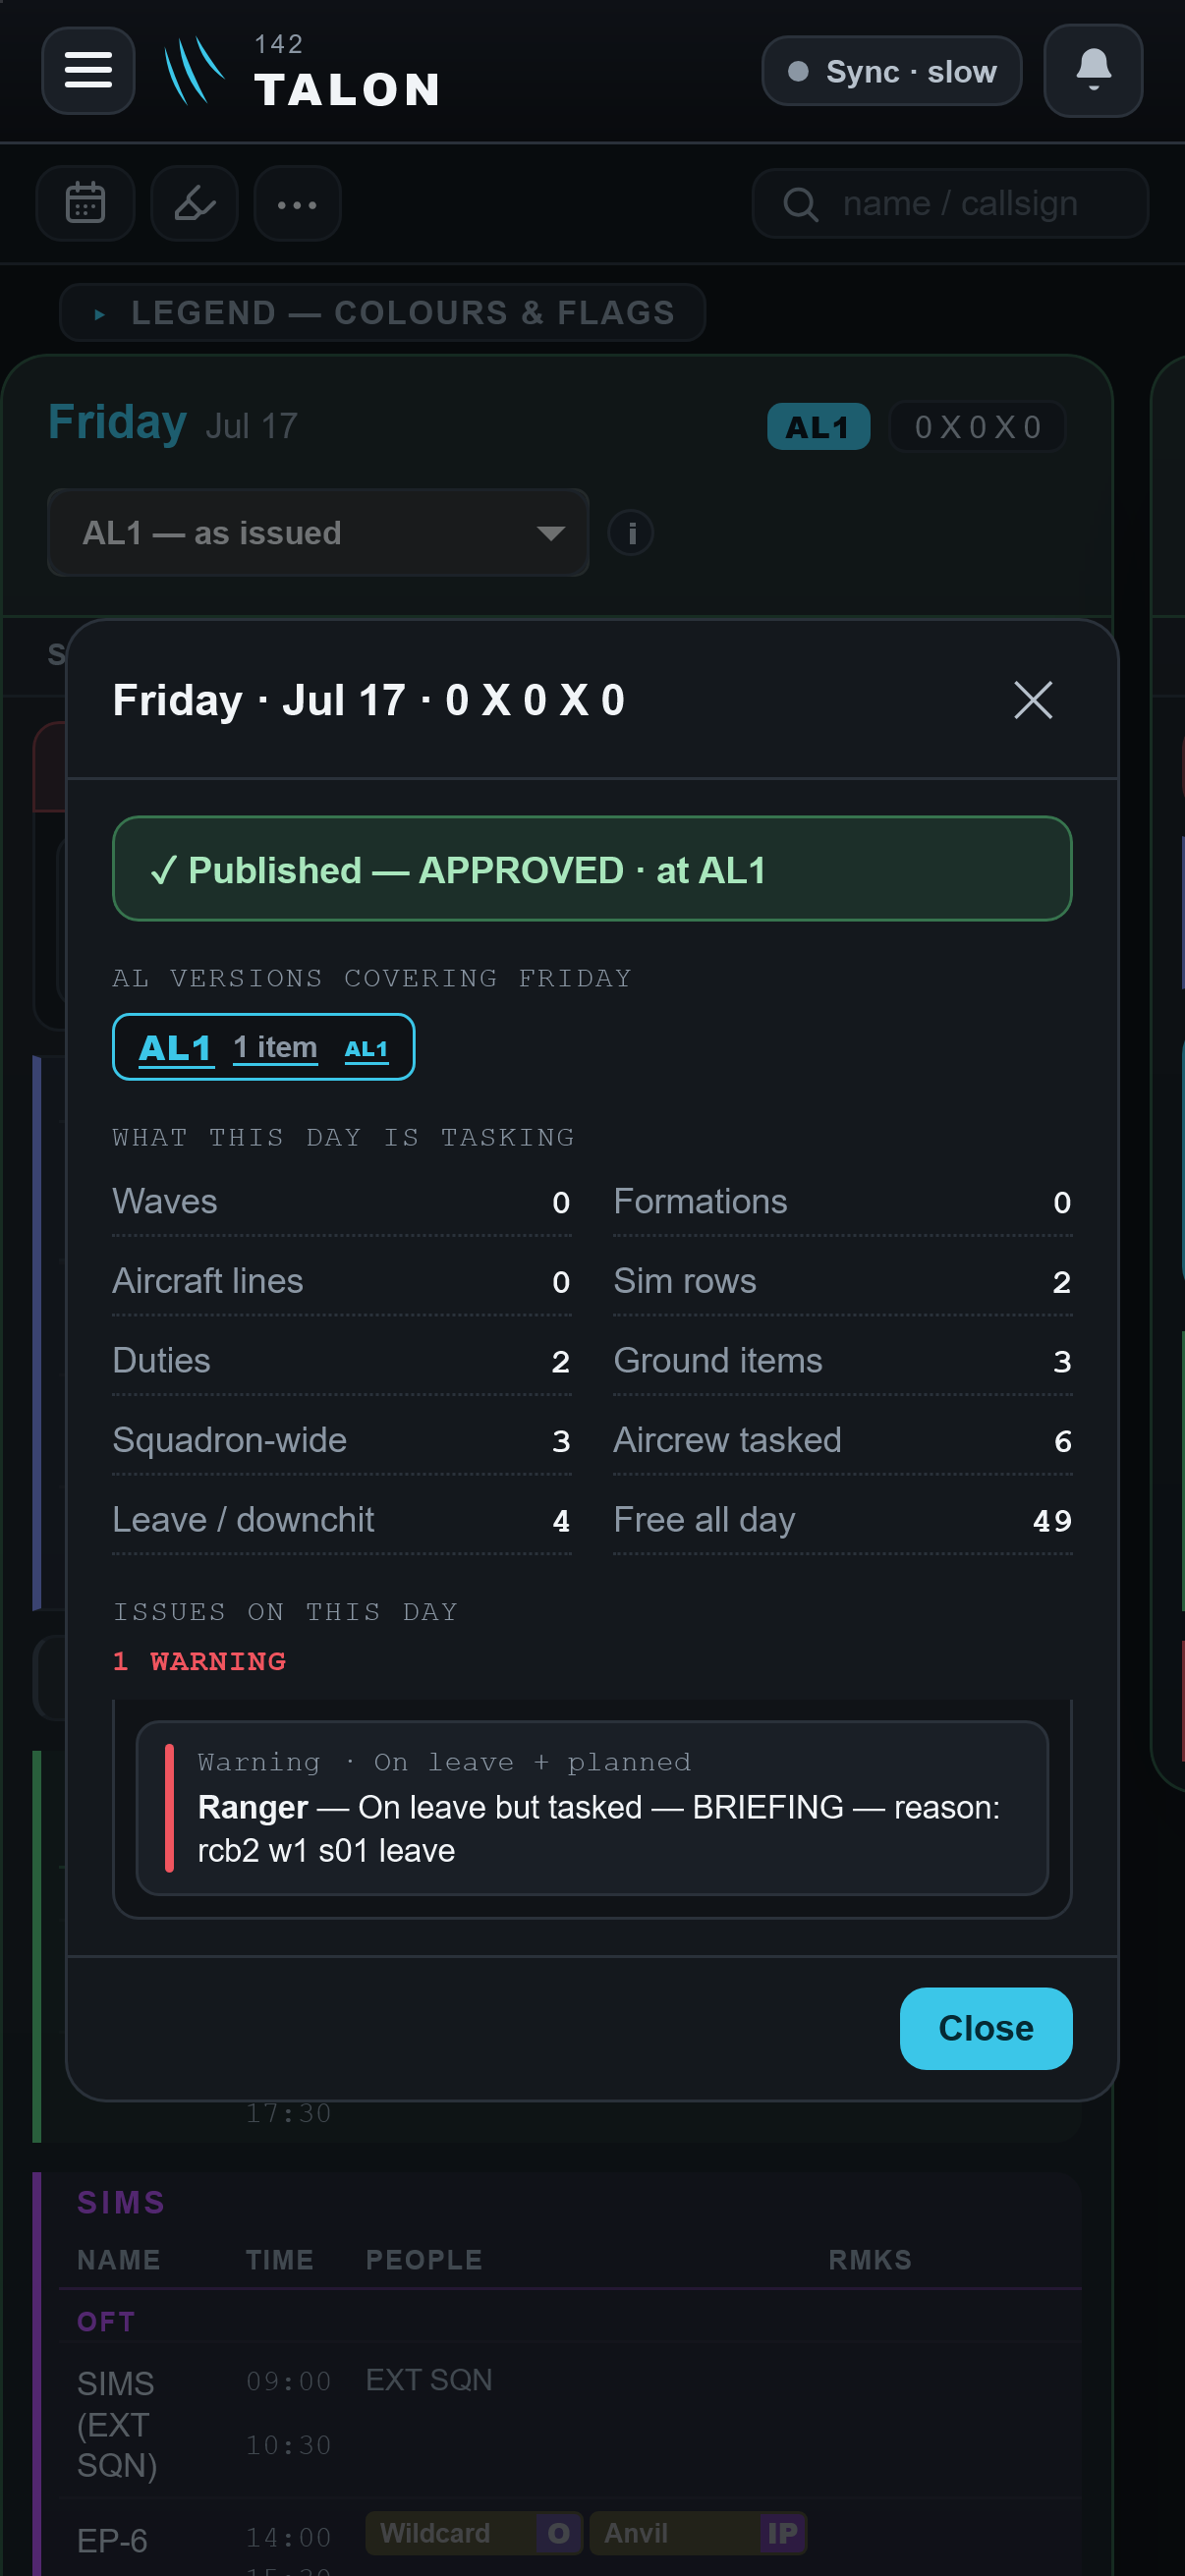 142
TALON
Sync · slow
name / callsign
▸ LEGEND — COLOURS & FLAGS
Friday Jul 17
AL1
0 X 0 X 0
AL1 — as issued
i
S
Friday · Jul 17 · 0 X 0 X 0
✓ Published — APPROVED · at AL1
AL VERSIONS COVERING FRIDAY
AL1 1 item AL1
WHAT THIS DAY IS TASKING
Waves 0
Formations 0
Aircraft lines 0
Sim rows 2
Duties 2
Ground items 3
Squadron-wide 3
Aircrew tasked 6
Leave / downchit 4
Free all day 49
ISSUES ON THIS DAY
1 WARNING
Warning · On leave + planned
Ranger — On leave but tasked — BRIEFING — reason:
rcb2 w1 s01 leave
Close
17:30
SIMS
NAME TIME PEOPLE RMKS
OFT
SIMS 09:00 EXT SQN
(EXT
10:30
SQN)
EP-6 14:00 Wildcard O Anvil IP